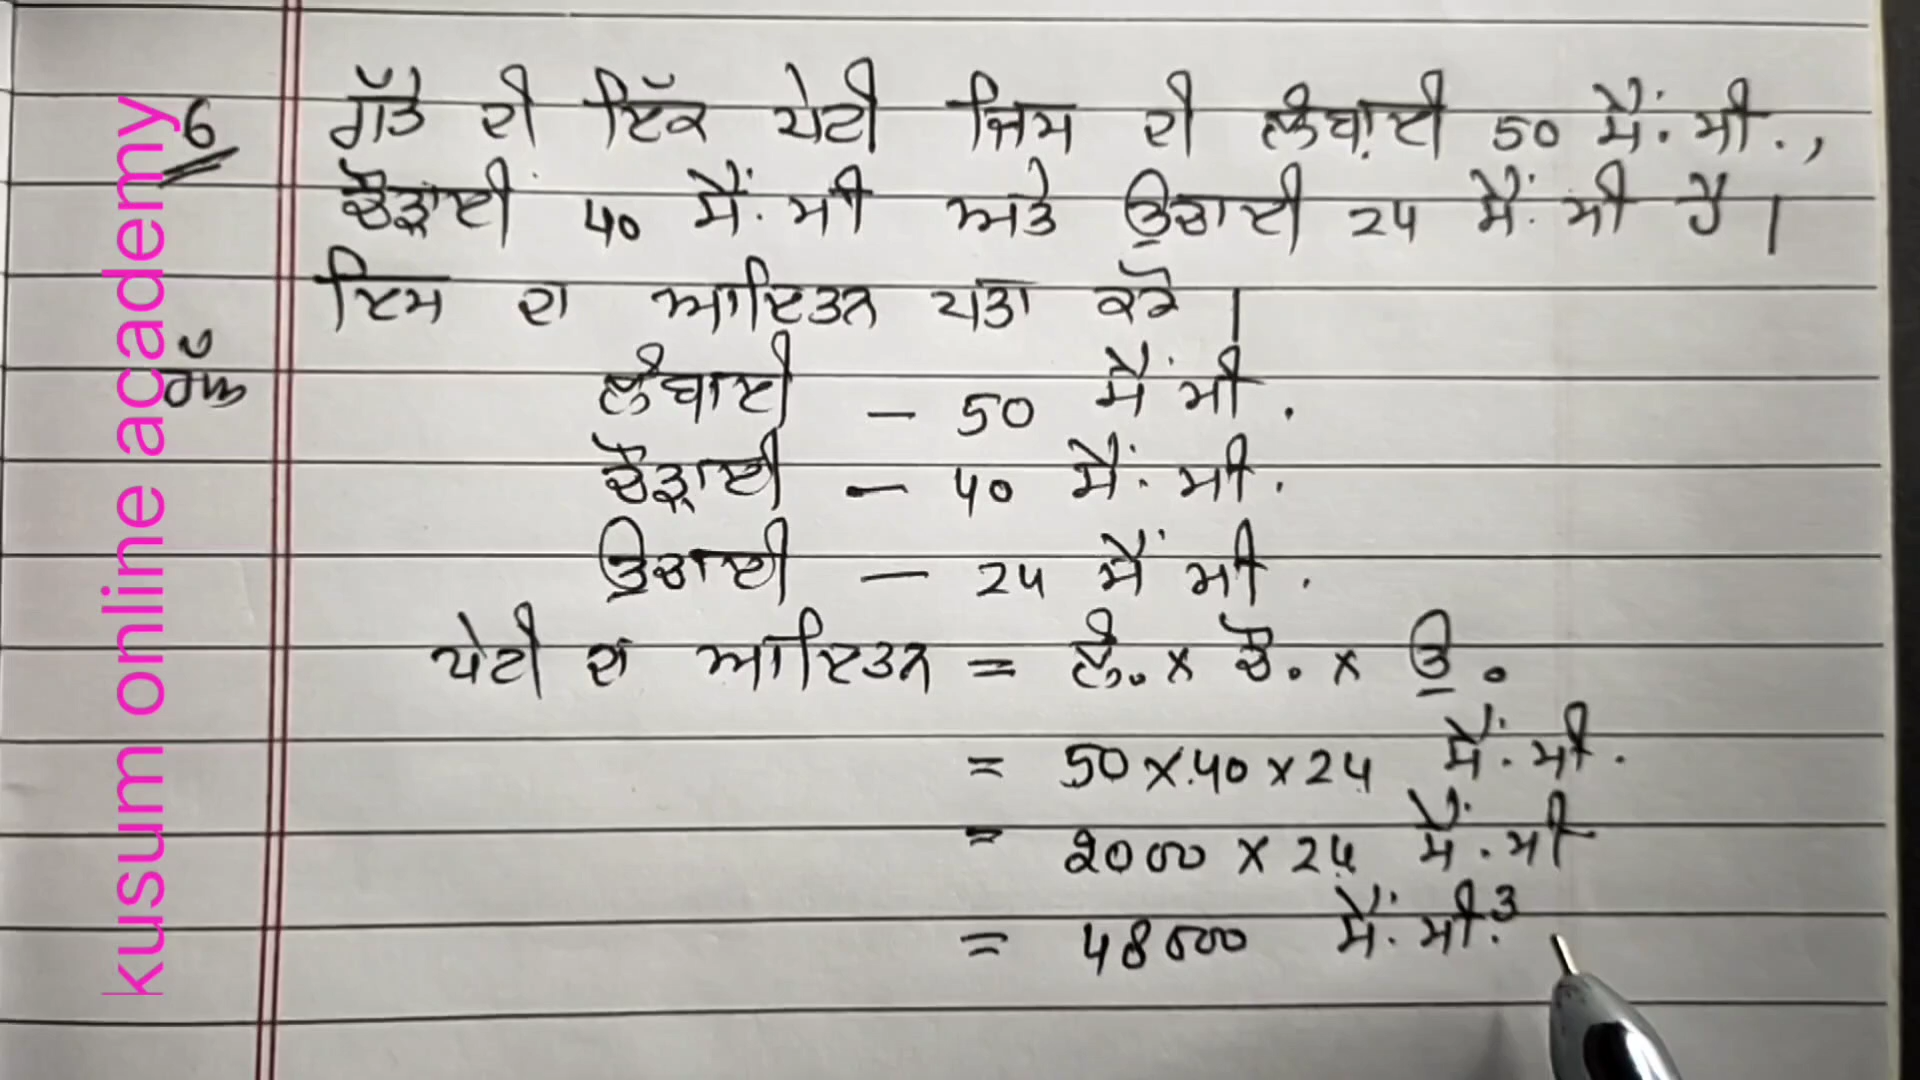 kusum online accademy
6 ਗੱਤੇ ਦੀ ਇੱਕ ਪੇਟੀ ਜਿਸ ਦੀ ਲੰਬਾਈ 50 ਸੈਂ.ਮੀ.,
ਚੌੜਾਈ 40 ਸੈਂ.ਮੀ ਅਤੇ ਉਚਾਈ 24 ਸੈਂ.ਮੀ ਹੈ।
ਇਸ ਦਾ ਆਇਤਨ ਪਤਾ ਕਰੋ।
ਹੱਲ
ਲੰਬਾਈ - 50 ਸੈਂ ਮੀ.
ਚੌੜਾਈ - 40 ਸੈਂ.ਮੀ.
ਉਚਾਈ - 24 ਸੈਂ ਮੀ.
ਪੇਟੀ ਦਾ ਆਇਤਨ = ਲੰ. x ਚੌ. x ਉ.
= 50 x 40 x 24 ਸੈਂ.ਮੀ.
= 2000 x 24 ਸੈਂ.ਮੀ
= 48000 ਸੈਂ.ਮੀ.³